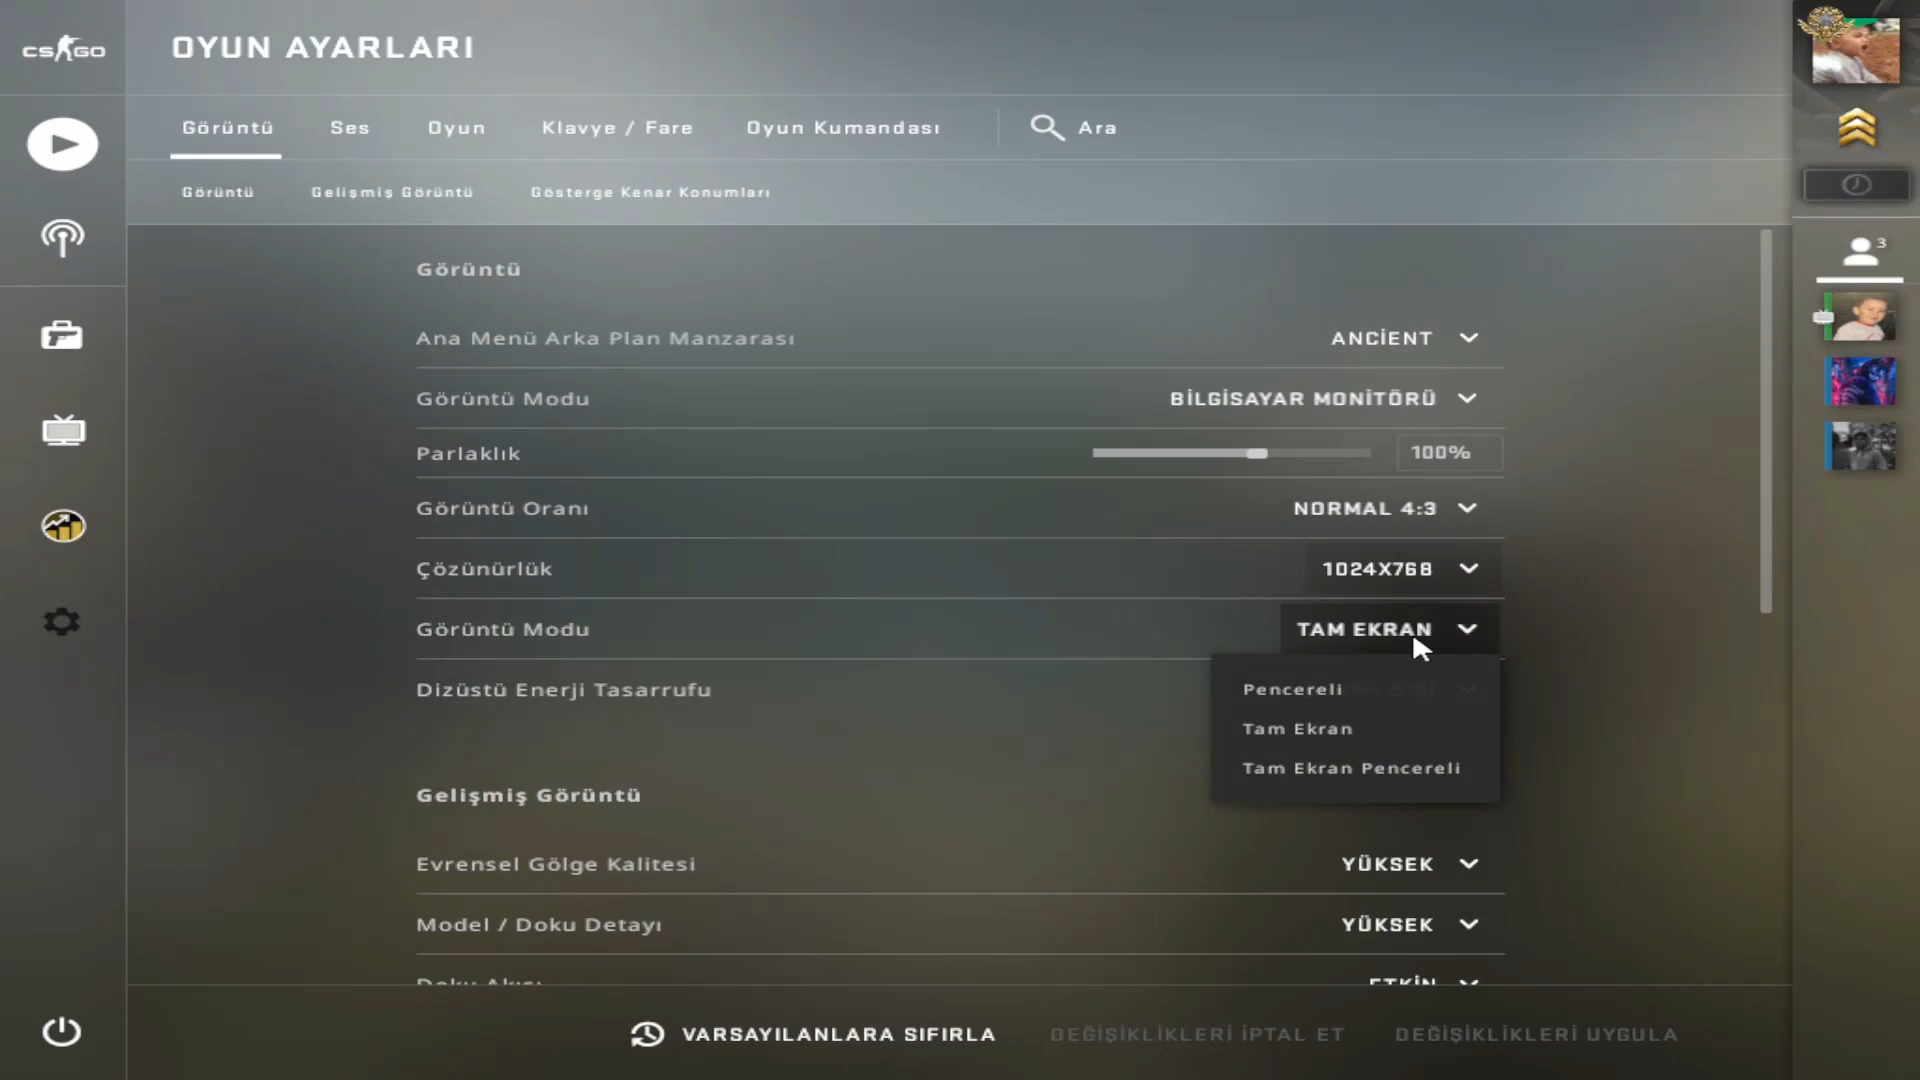 CS GO
OYUN AYARLARI
Görüntü Ses Oyun Klavye / Fare Oyun Kumandası Ara
Görüntü Gelişmiş Görüntü Gösterge Kenar Konumları
3
Görüntü
Ana Menü Arka Plan Manzarası ANCİENT
Görüntü Modu BİLGİSAYAR MONİTÖRÜ
Parlaklık 100%
Görüntü Oranı NORMAL 4:3
Çözünürlük 1024X768
Görüntü Modu TAM EKRAN
Dizüstü Enerji Tasarrufu
Pencereli
Tam Ekran
Tam Ekran Pencereli
Gelişmiş Görüntü
Evrensel Gölge Kalitesi YÜKSEK
Model / Doku Detayı YÜKSEK
Doku Akışı ETKİN
VARSAYILANLARA SIFIRLA DEĞİŞİKLİKLERİ İPTAL ET DEĞİŞİKLİKLERİ UYGULA